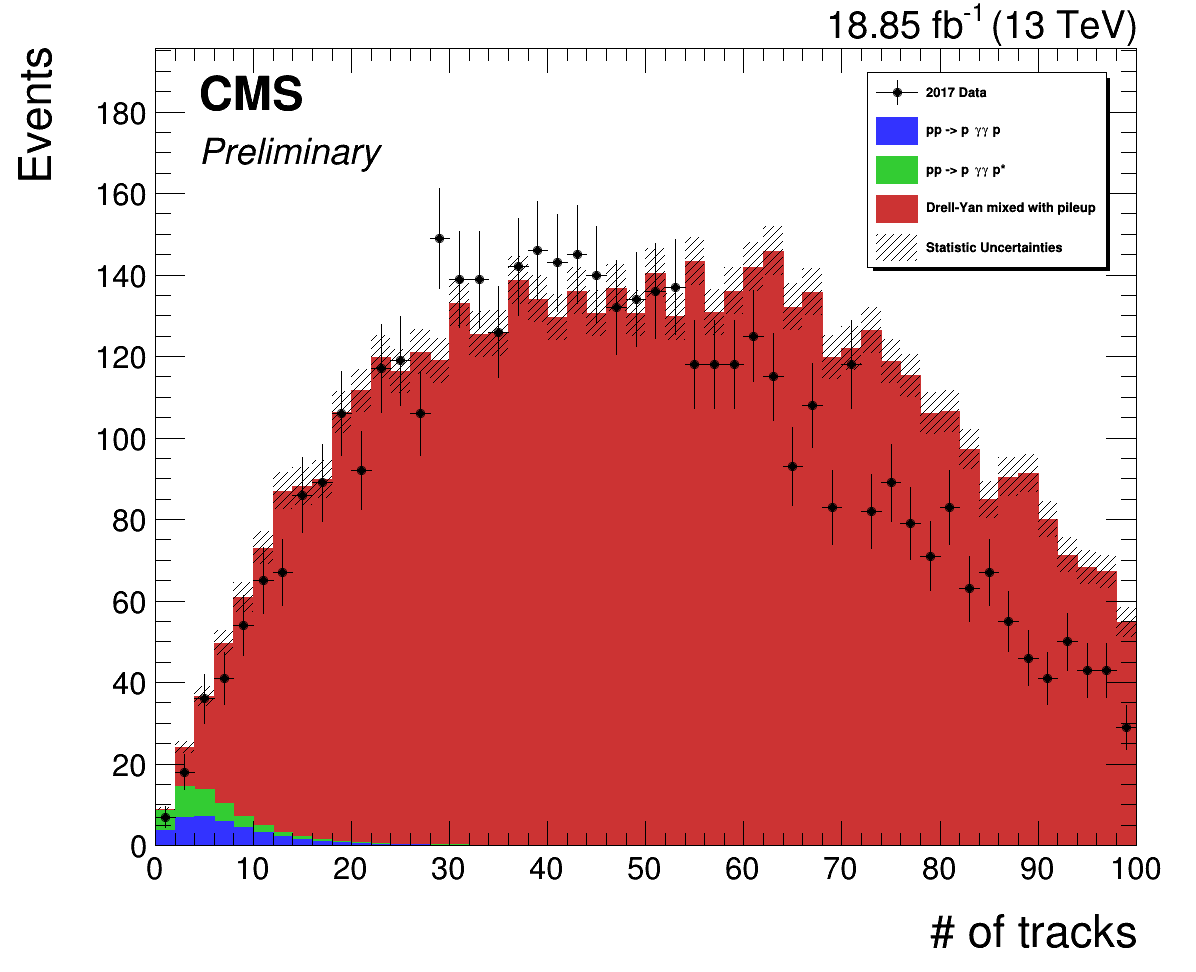 18.85 fb⁻¹ (13 TeV)
Events
CMS
Preliminary
2017 Data
pp -> p γγ p
pp -> p γγ p*
Drell-Yan mixed with pileup
Statistic Uncertainties
180
160
140
120
100
80
60
40
20
0
0 10 20 30 40 50 60 70 80 90 100
# of tracks